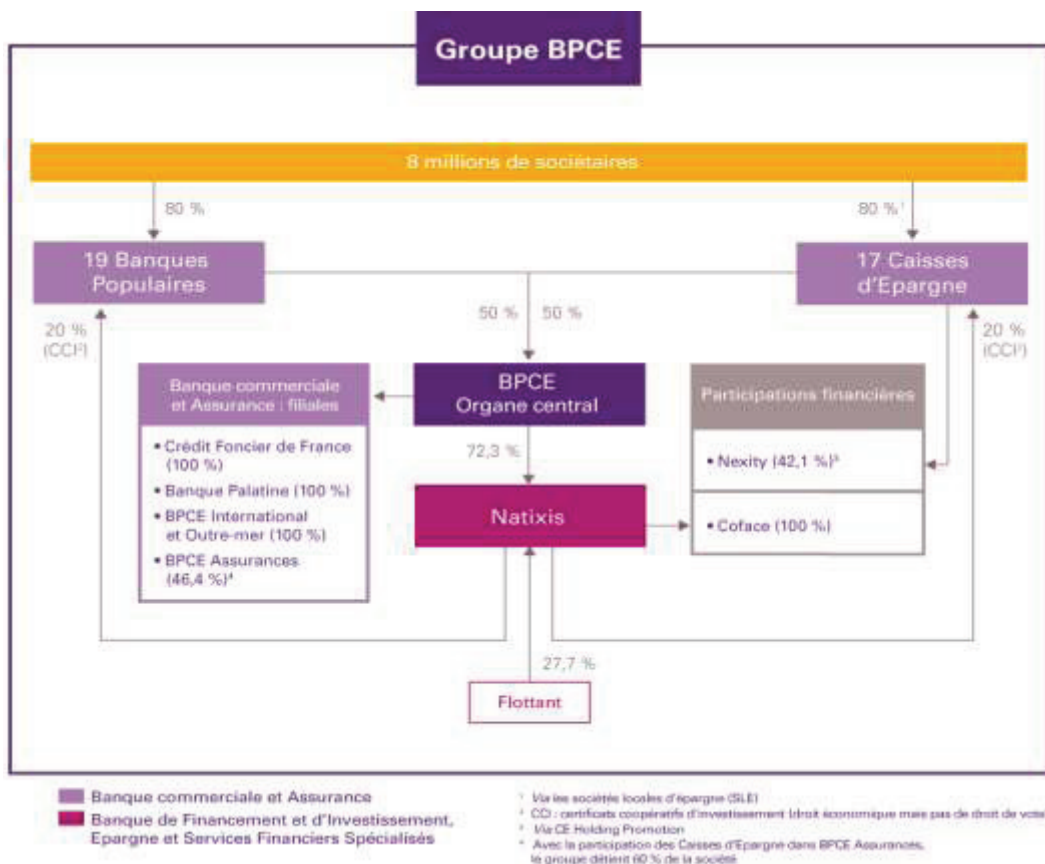 Groupe BPCE
8 millions de sociétaires
80 %
80 %¹
19 Banques
Populaires
17 Caisses
d'Epargne
20 %
(CCI²)
50 %
50 %
20 %
(CCI²)
Banque commerciale
et Assurance : filiales
• Crédit Foncier de France
(100 %)
• Banque Palatine (100 %)
• BPCE International
et Outre-mer (100 %)
• BPCE Assurances
(46,4 %)⁴
BPCE
Organe central
72,3 %
Natixis
Participations financières
• Nexity (42,1 %)³
• Coface (100 %)
27,7 %
Flottant
Banque commerciale et Assurance
Banque de Financement et d'Investissement,
Epargne et Services Financiers Spécialisés
¹ Via les sociétés locales d'épargne (SLE)
² CCI : certificats coopératifs d'investissement (droit économique mais pas de droit de vote
³ Via CE Holding Promotion
⁴ Avec la participation des Caisses d'Epargne dans BPCE Assurances,
le groupe détient 60 % de la société